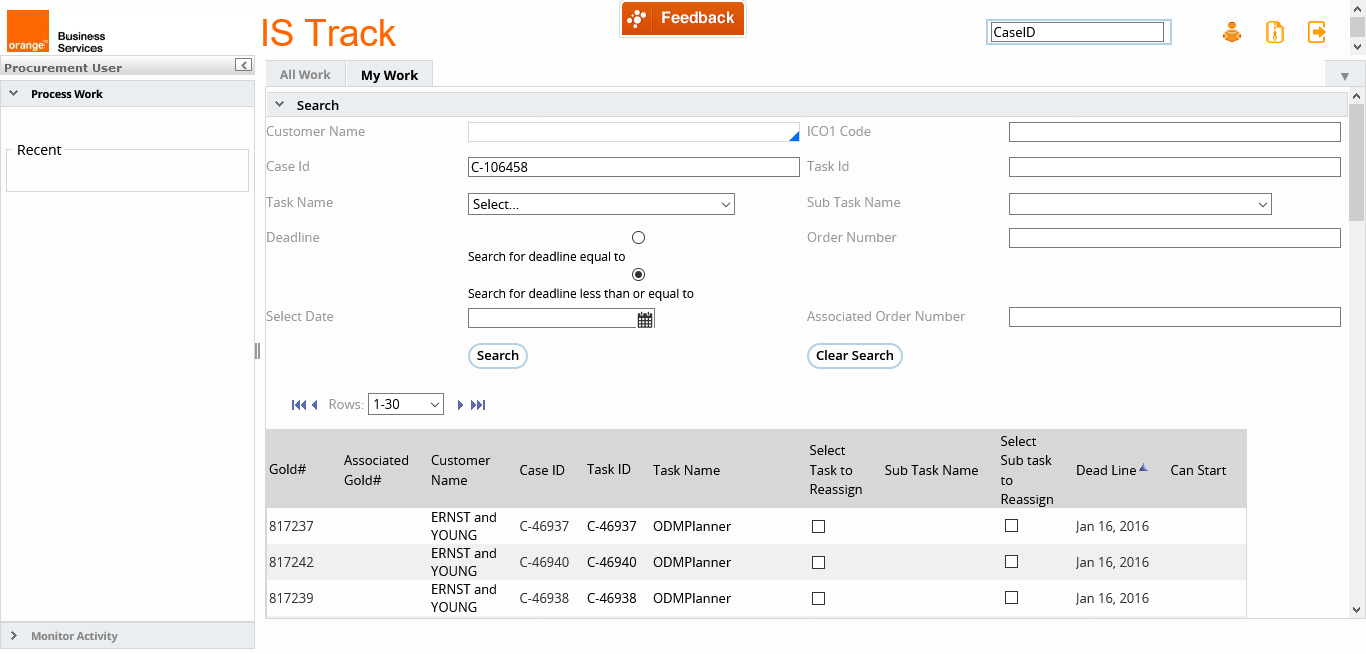 orange™
Business
Services
IS Track
Feedback
CaseID
Procurement User
Process Work
Recent
Monitor Activity
All Work
My Work
Search
Customer Name
ICO1 Code
Case Id
C-106458
Task Id
Task Name
Select...
Sub Task Name
Deadline
Search for deadline equal to
Search for deadline less than or equal to
Order Number
Select Date
Associated Order Number
Search
Clear Search
Rows: 1-30
Gold# Associated Gold# Customer Name Case ID Task ID Task Name Select Task to Reassign Sub Task Name Select Sub task to Reassign Dead Line Can Start
817237 ERNST and YOUNG C-46937 C-46937 ODMPlanner Jan 16, 2016
817242 ERNST and YOUNG C-46940 C-46940 ODMPlanner Jan 16, 2016
817239 ERNST and YOUNG C-46938 C-46938 ODMPlanner Jan 16, 2016